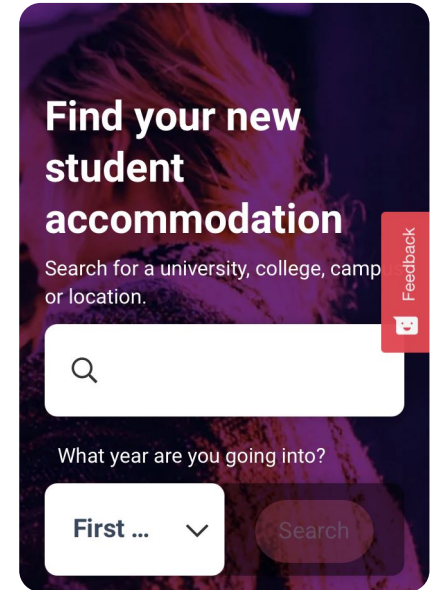 Find your new
student
accommodation
Search for a university, college, campus
or location.
Feedback
What year are you going into?
First ...
Search